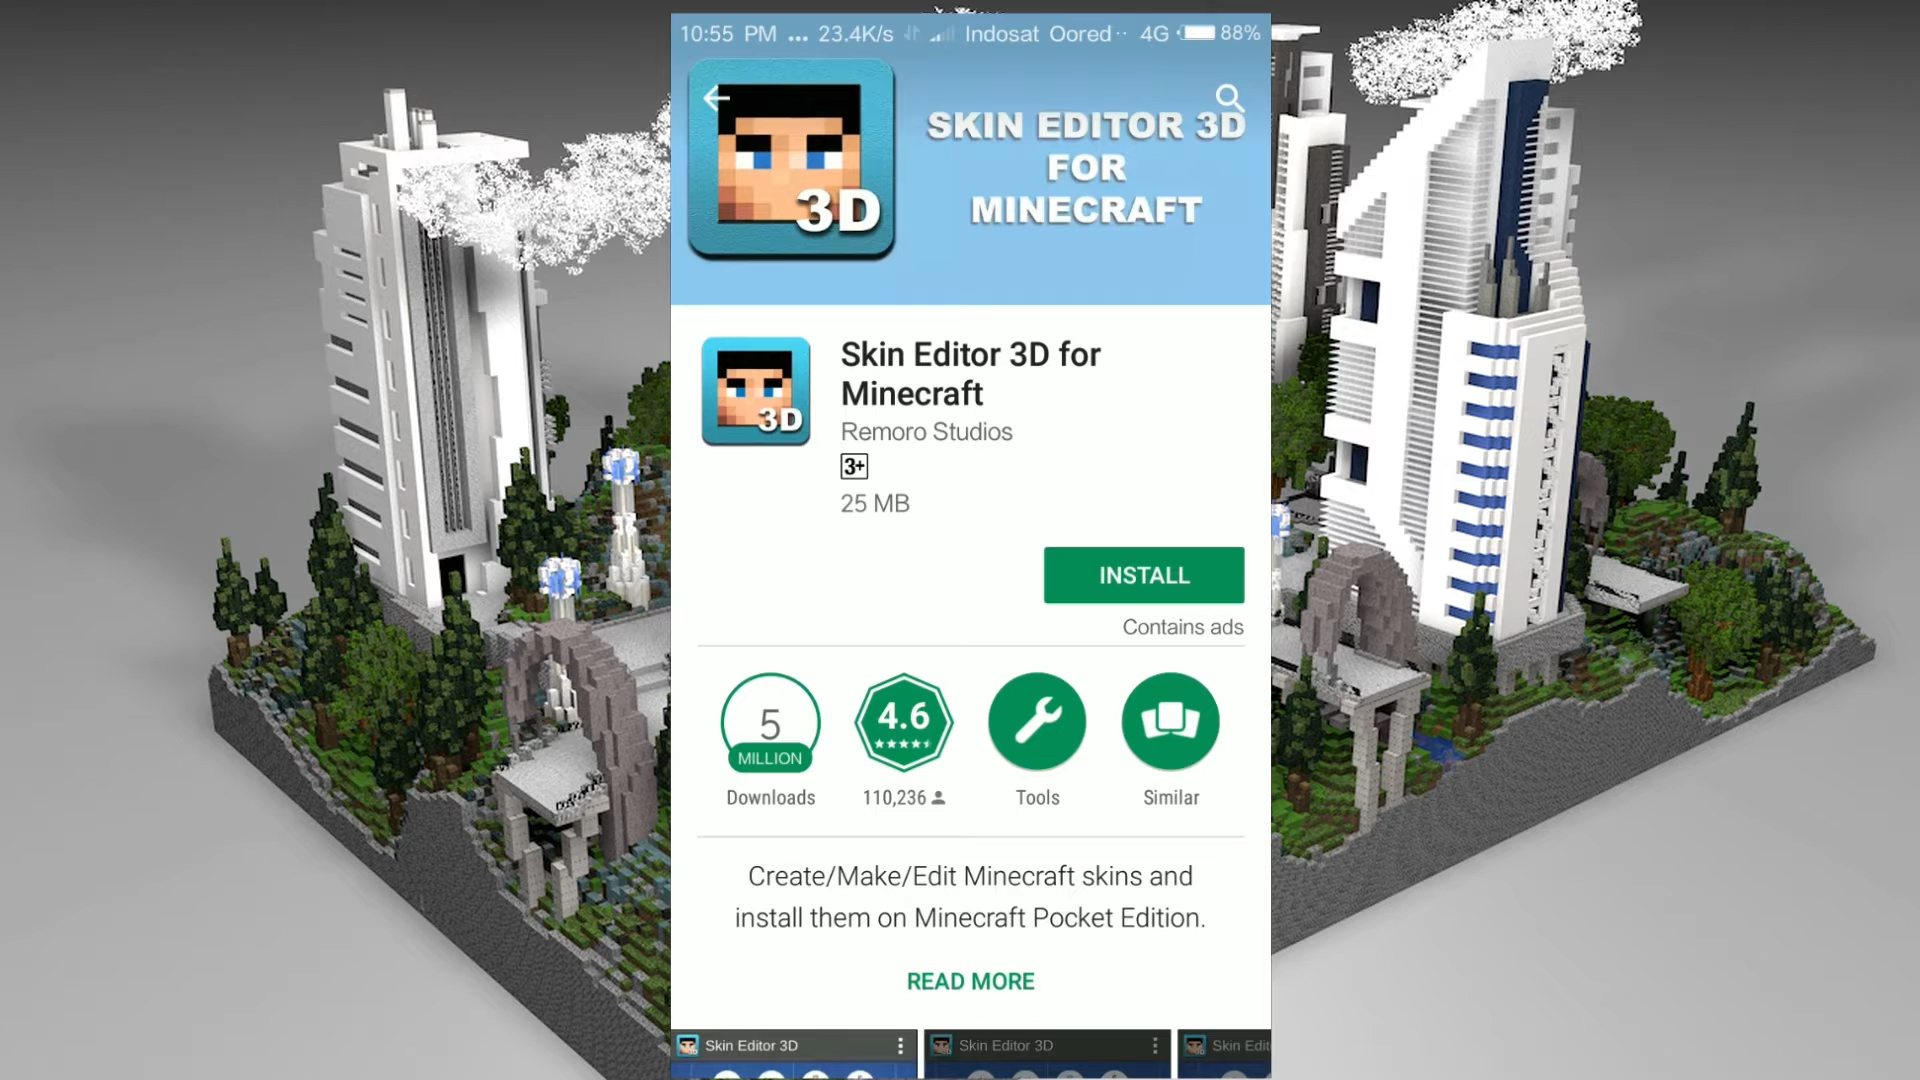 10:55 PM ... 23.4K/s Indosat Oored·· 4G 88%
SKIN EDITOR 3D
FOR
MINECRAFT
3D
Skin Editor 3D for
Minecraft
3D
Remoro Studios
3+
25 MB
INSTALL
Contains ads
5
MILLION
4.6
Downloads
110,236
Tools
Similar
Create/Make/Edit Minecraft skins and
install them on Minecraft Pocket Edition.
READ MORE
Skin Editor 3D
Skin Editor 3D
Skin Edit